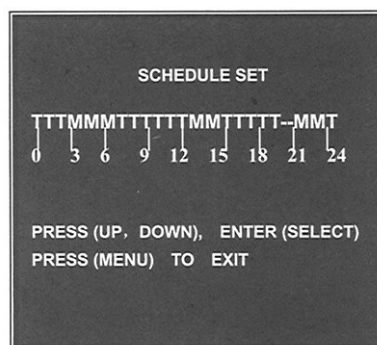 SCHEDULE SET
TTTMMMTTTTTTMMTTTTT--MMT
0 3 6 9 12 15 18 21 24
PRESS (UP, DOWN), ENTER (SELECT)
PRESS (MENU) TO EXIT